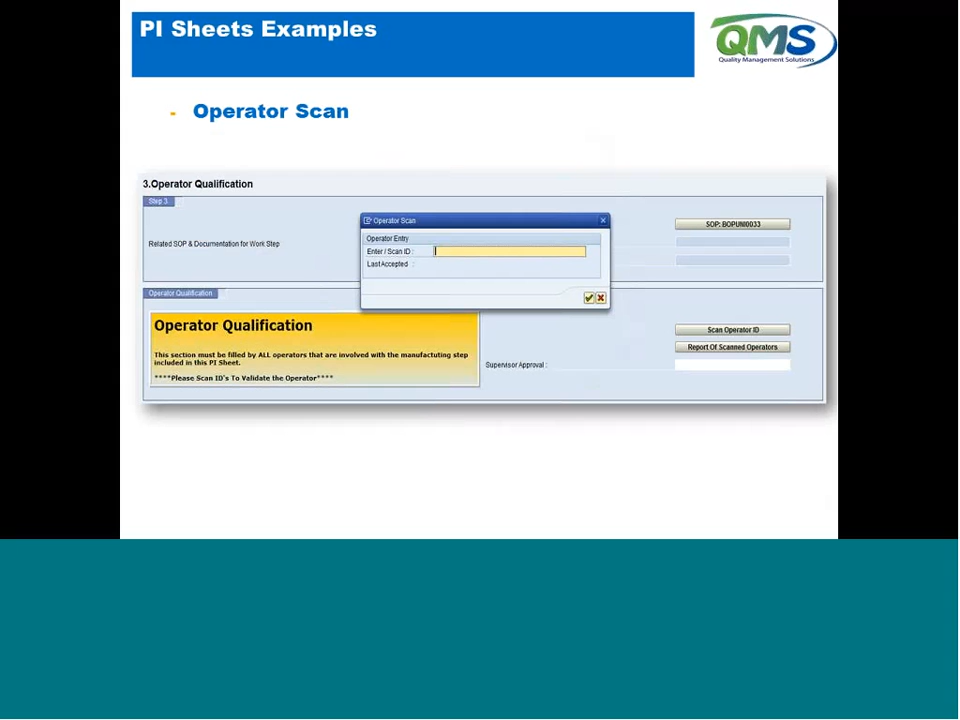 PI Sheets Examples
QMS
Quality Management Solutions
- Operator Scan
3.Operator Qualification
Step 3.
Related SOP & Documentation for Work Step
SOP: BOPUNI0033
Operator Scan
Operator Entry
Enter / Scan ID :
Last Accepted :
Operator Qualification
Operator Qualification
This section must be filled by ALL operators that are involved with the manufactuting step
included in this PI Sheet.
****Please Scan ID's To Validate the Operator****
Scan Operator ID
Report Of Scanned Operators
Supervisor Approval :